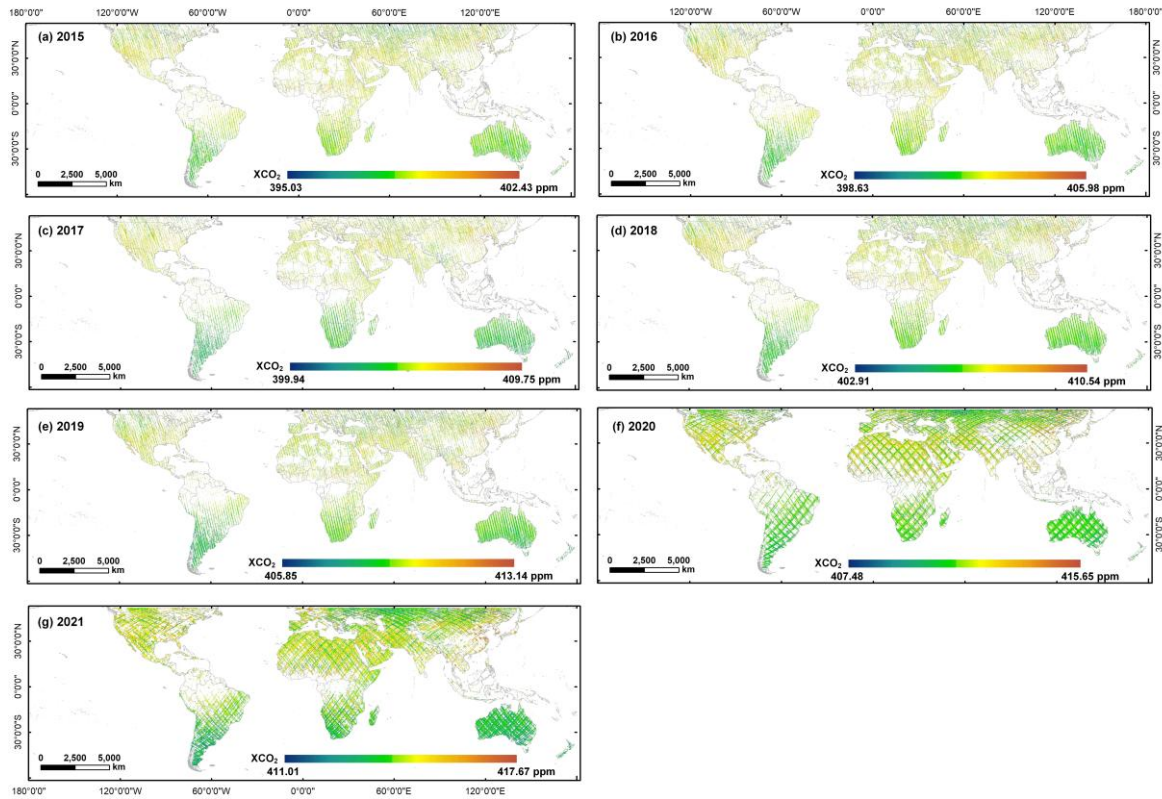 180°0'0" 120°0'0"W 60°0'0"W 0°0'0" 60°0'0"E 120°0'0"E
120°0'0"W 60°0'0"W 0°0'0" 60°0'0"E 120°0'0"E 180°0'0"
(a) 2015
30°0'0"N
0°0'0"
30°0'0"S
0 2,500 5,000
km
XCO₂
395.03 402.43 ppm
(b) 2016
30°0'0"N
0°0'0"
30°0'0"S
0 2,500 5,000
km
XCO₂
398.63 405.98 ppm
(c) 2017
30°0'0"N
0°0'0"
30°0'0"S
0 2,500 5,000
km
XCO₂
399.94 409.75 ppm
(d) 2018
30°0'0"N
0°0'0"
30°0'0"S
0 2,500 5,000
km
XCO₂
402.91 410.54 ppm
(e) 2019
30°0'0"N
0°0'0"
30°0'0"S
0 2,500 5,000
km
XCO₂
405.85 413.14 ppm
(f) 2020
30°0'0"N
0°0'0"
30°0'0"S
0 2,500 5,000
km
XCO₂
407.48 415.65 ppm
(g) 2021
30°0'0"N
0°0'0"
30°0'0"S
0 2,500 5,000
km
XCO₂
411.01 417.67 ppm
180°0'0" 120°0'0"W 60°0'0"W 0°0'0" 60°0'0"E 120°0'0"E